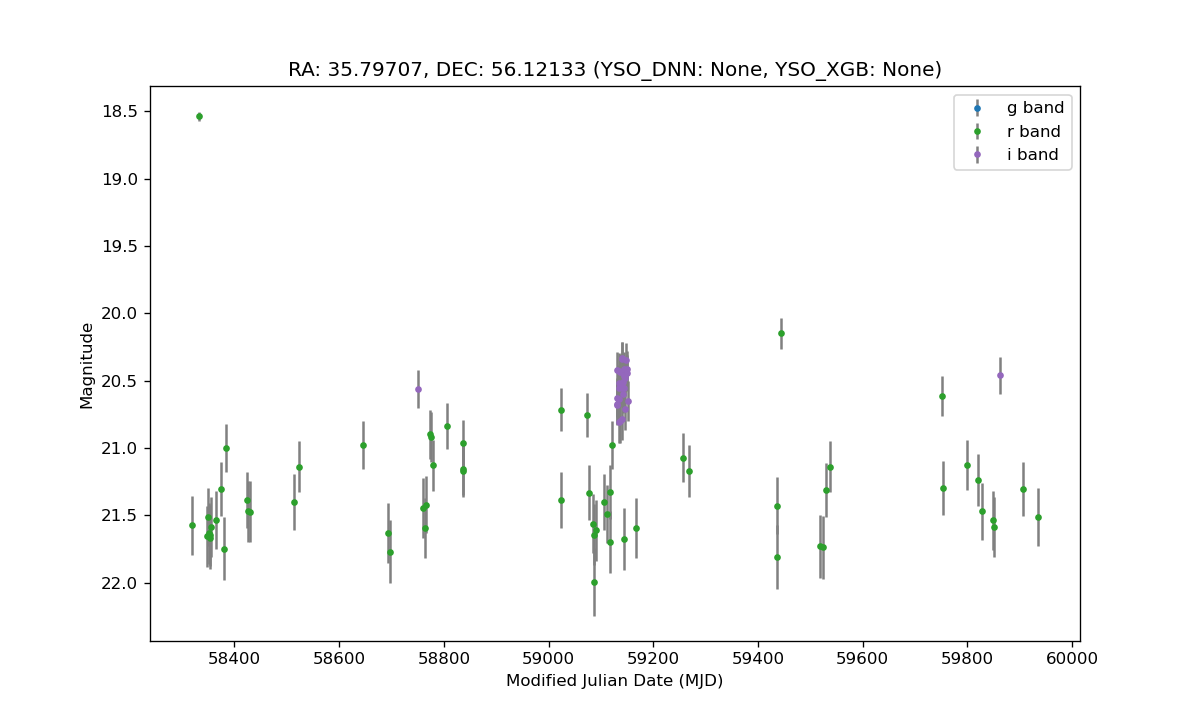 RA: 35.79707, DEC: 56.12133 (YSO_DNN: None, YSO_XGB: None)
g band
r band
i band
18.5
19.0
19.5
20.0
20.5
21.0
21.5
22.0
Magnitude
58400
58600
58800
59000
59200
59400
59600
59800
60000
Modified Julian Date (MJD)